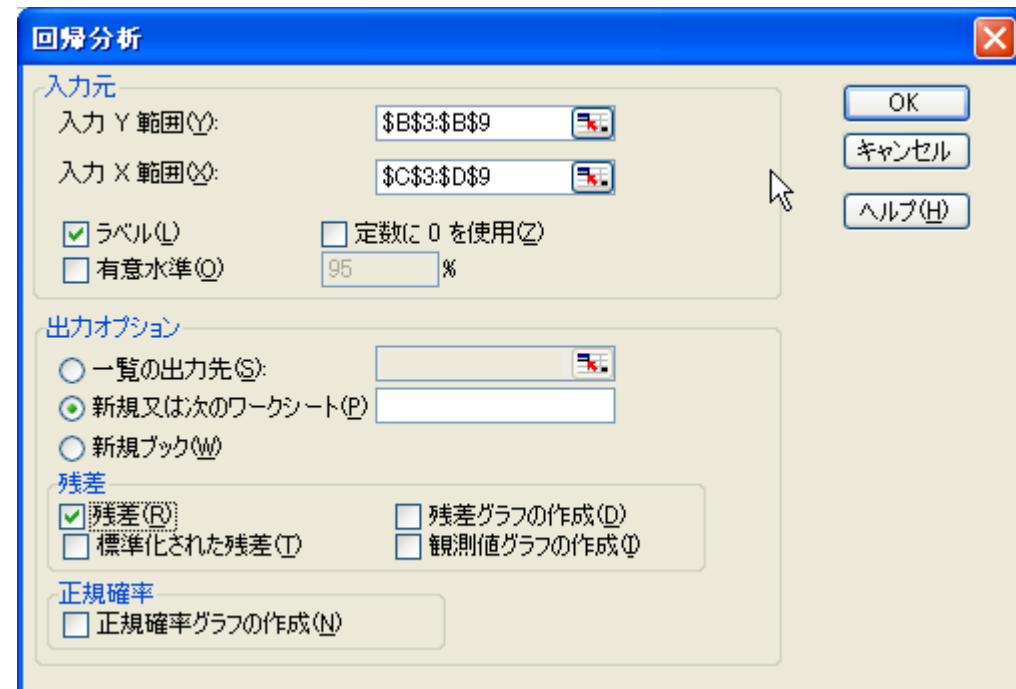 回帰分析
入力元
入力 Y 範囲(Y): $B$3:$B$9
入力 X 範囲(X): $C$3:$D$9
ラベル(L) 定数に 0 を使用(Z)
有意水準(O) 95 %
OK
キャンセル
ヘルプ(H)
出力オプション
一覧の出力先(S):
新規又は次のワークシート(P)
新規ブック(W)
残差
残差(R) 残差グラフの作成(D)
標準化された残差(T) 観測値グラフの作成(I)
正規確率
正規確率グラフの作成(N)